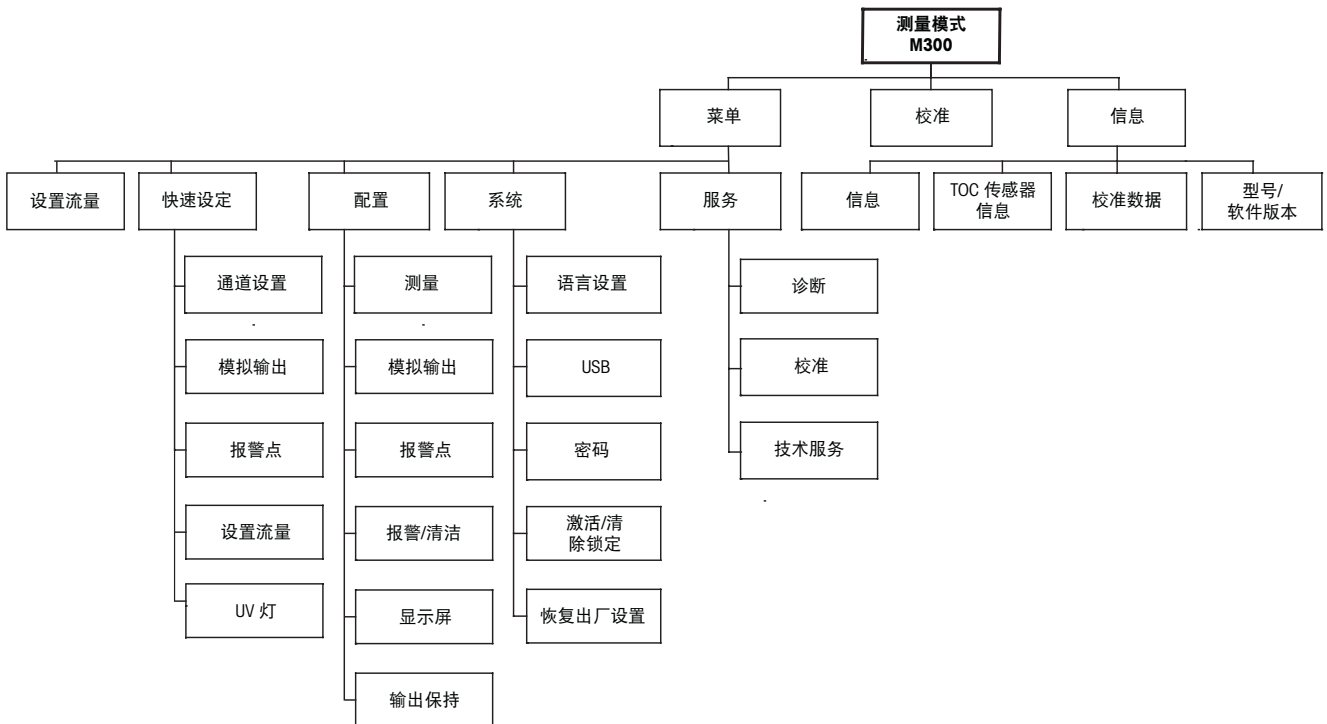 测量模式
M300
菜单
校准
信息
设置流量
快速设定
配置
系统
服务
信息
TOC 传感器
信息
校准数据
型号/
软件版本
通道设置
测量
语言设置
诊断
模拟输出
模拟输出
USB
校准
报警点
报警点
密码
技术服务
设置流量
报警/清洁
激活/清
除锁定
UV 灯
显示屏
恢复出厂设置
输出保持